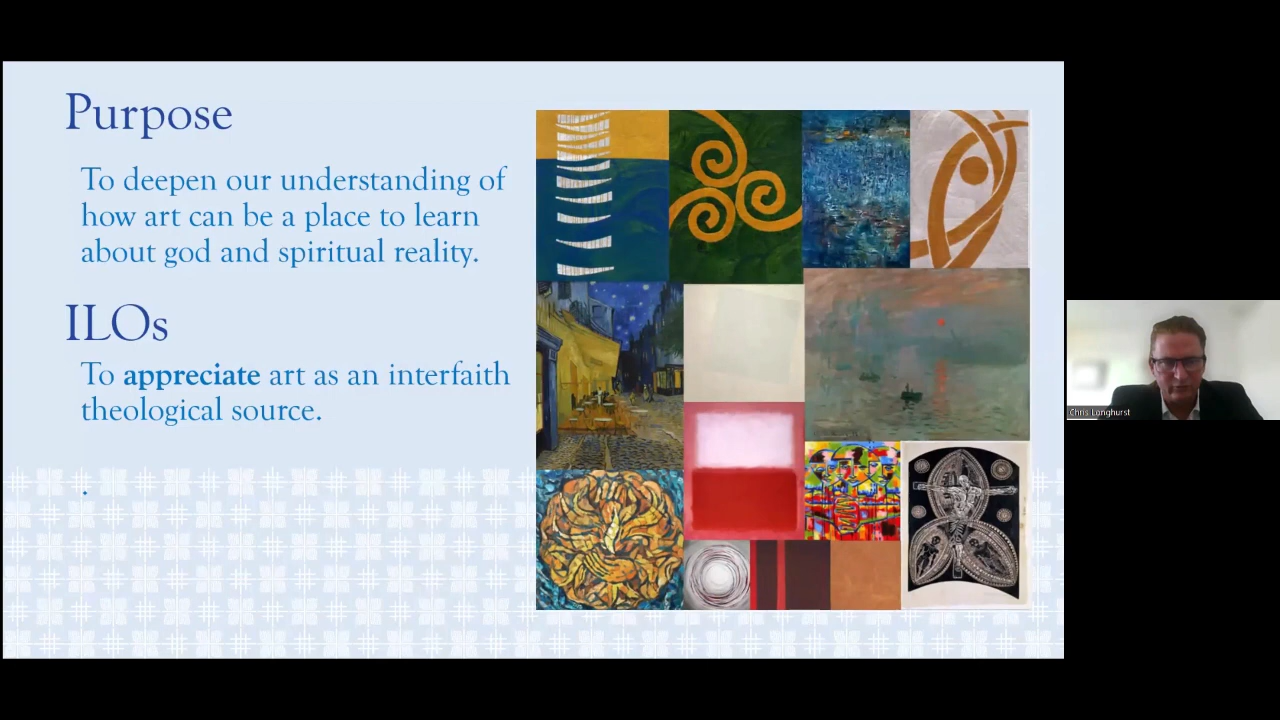 Purpose
To deepen our understanding of
how art can be a place to learn
about god and spiritual reality.
ILOs
To appreciate art as an interfaith
theological source.
.
Chris Longhurst